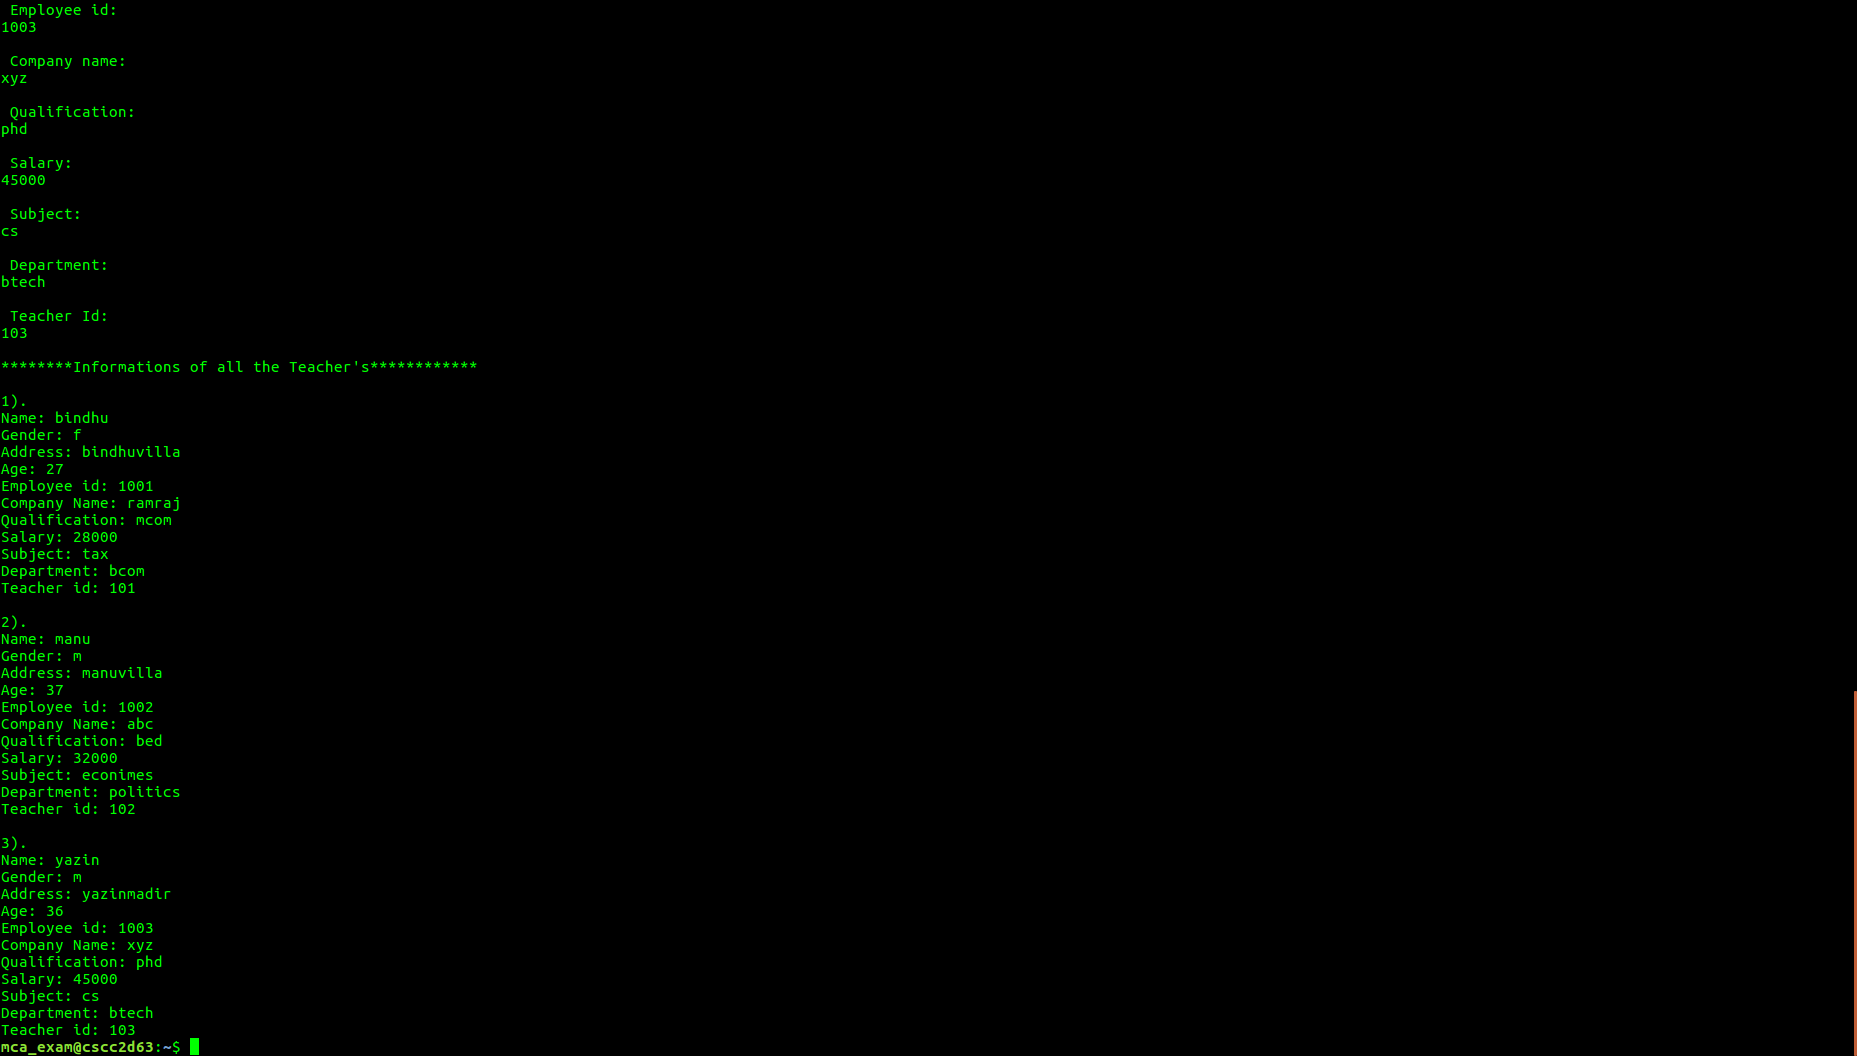 Employee id:
1003
Company name:
xyz
Qualification:
phd
Salary:
45000
Subject:
cs
Department:
btech
Teacher Id:
103
********Informations of all the Teacher's************
1).
Name: bindhu
Gender: f
Address: bindhuvilla
Age: 27
Employee id: 1001
Company Name: ramraj
Qualification: mcom
Salary: 28000
Subject: tax
Department: bcom
Teacher id: 101
2).
Name: manu
Gender: m
Address: manuvilla
Age: 37
Employee id: 1002
Company Name: abc
Qualification: bed
Salary: 32000
Subject: econimes
Department: politics
Teacher id: 102
3).
Name: yazin
Gender: m
Address: yazinmadir
Age: 36
Employee id: 1003
Company Name: xyz
Qualification: phd
Salary: 45000
Subject: cs
Department: btech
Teacher id: 103
mca_exam@cscc2d63:~$